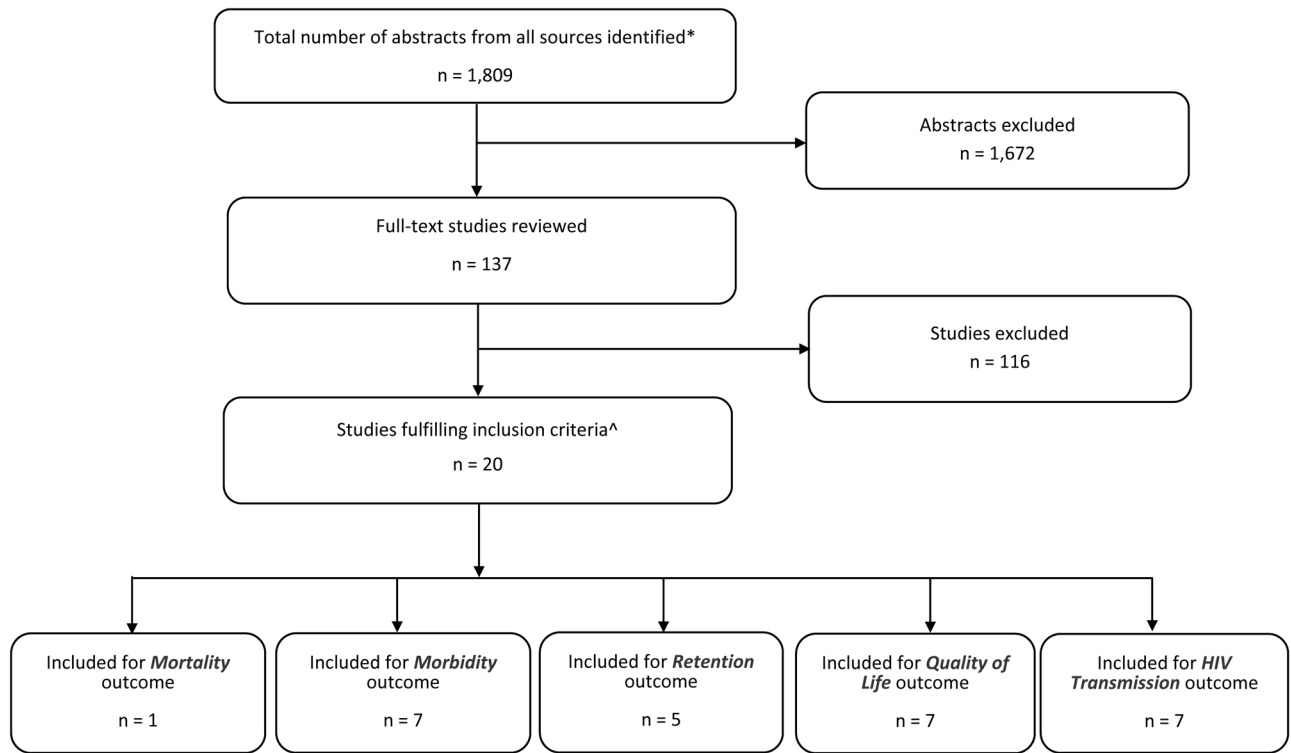 Total number of abstracts from all sources identified*
n = 1,809
Abstracts excluded
n = 1,672
Full-text studies reviewed
n = 137
Studies excluded
n = 116
Studies fulfilling inclusion criteria^
n = 20
Included for Mortality
outcome
n = 1
Included for Morbidity
outcome
n = 7
Included for Retention
outcome
n = 5
Included for Quality of
Life outcome
n = 7
Included for HIV
Transmission outcome
n = 7